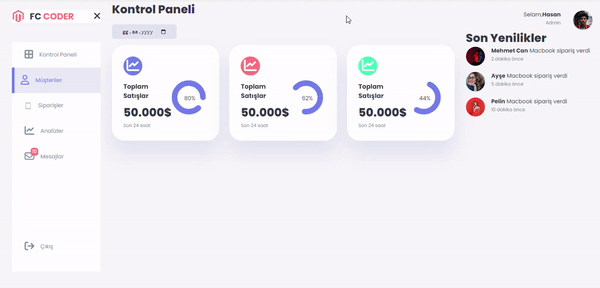 FC CODER
Kontrol Paneli
Müşteriler
Siparişler
Analizler
Mesajlar
Çıkış
Kontrol Paneli
gg.aa.yyyy
Toplam
Satışlar
80%
50.000$
Son 24 saat
Toplam
Satışlar
62%
50.000$
Son 24 saat
Toplam
Satışlar
44%
50.000$
Son 24 saat
Selam,Hasan
Admin
Son Yenilikler
Mehmet Can Macbook sipariş verdi
2 dakika önce
Ayşe Macbook sipariş verdi
5 dakika önce
Pelin Macbook sipariş verdi
10 dakika önce